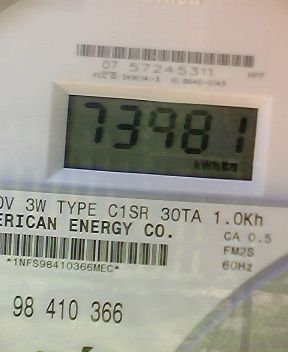 07 57245311
73981
kWh
0V 3W TYPE C1SR 30TA 1.0Kh
ERICAN ENERGY CO.
CA 0.5
FM2S
60Hz
*1NFS98410366MEC*
98 410 366